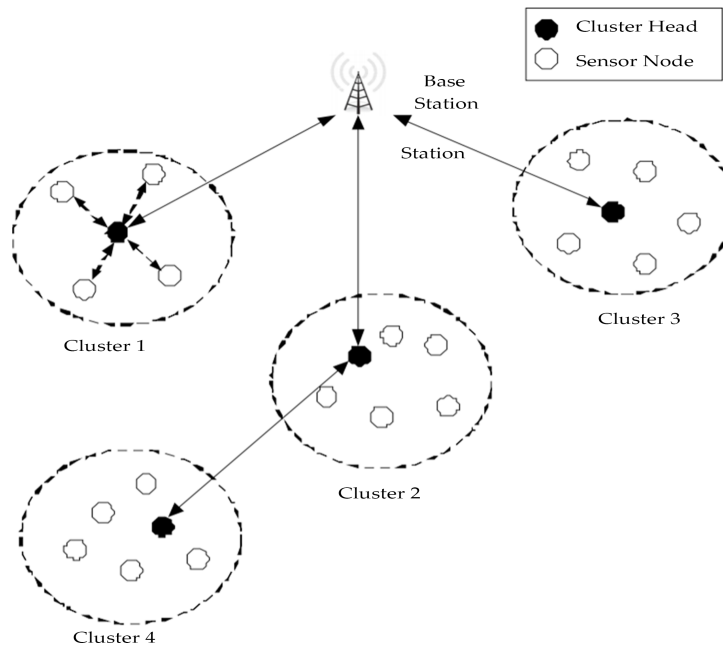 Cluster Head
Sensor Node
Base
Station
Station
Cluster 1
Cluster 3
Cluster 2
Cluster 4